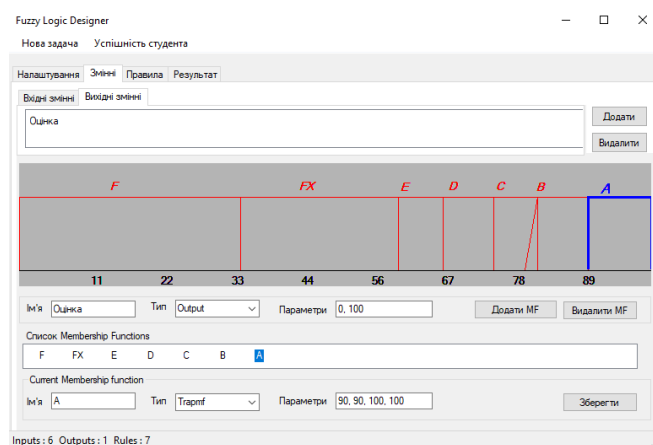 Fuzzy Logic Designer
Нова задача Успішність студента
Налаштування Змінні Правила Результат
Вхідні змінні Вихідні змінні
Оцінка
Додати
Видалити
F FX E D C B A
11 22 33 44 56 67 78 89
Ім'я Оцінка Тип Output Параметри 0, 100 Додати MF Видалити MF
Список Membership Functions
F FX E D C B A
Current Membership function
Ім'я A Тип Trapmf Параметри 90, 90, 100, 100 Зберегти
Inputs : 6 Outputs : 1 Rules : 7